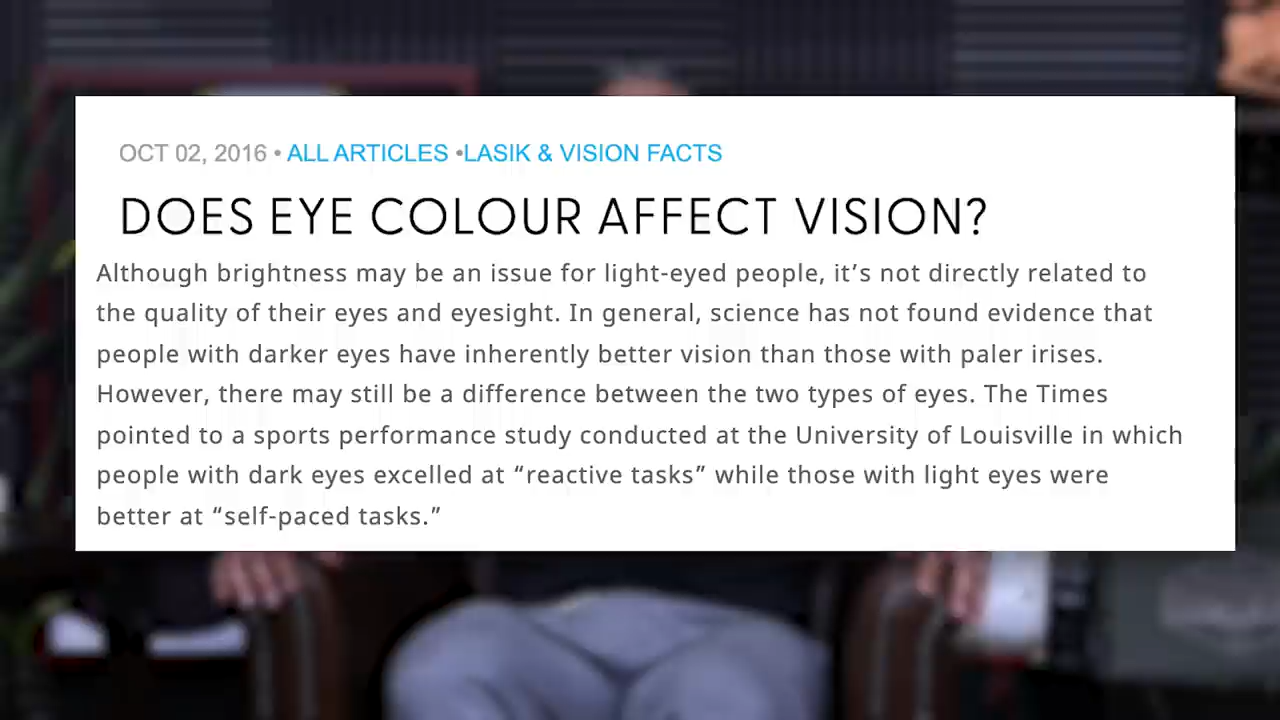 OCT 02, 2016 • ALL ARTICLES •LASIK & VISION FACTS
DOES EYE COLOUR AFFECT VISION?
Although brightness may be an issue for light-eyed people, it’s not directly related to
the quality of their eyes and eyesight. In general, science has not found evidence that
people with darker eyes have inherently better vision than those with paler irises.
However, there may still be a difference between the two types of eyes. The Times
pointed to a sports performance study conducted at the University of Louisville in which
people with dark eyes excelled at “reactive tasks” while those with light eyes were
better at “self-paced tasks.”